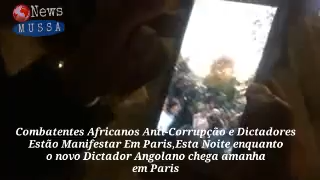 News
MUSSA
Combatentes Africanos Anti-Corrupção e Dictadores
Estão Manifestar Em Paris,Esta Noite enquanto
o novo Dictador Angolano chega amanha
em Paris